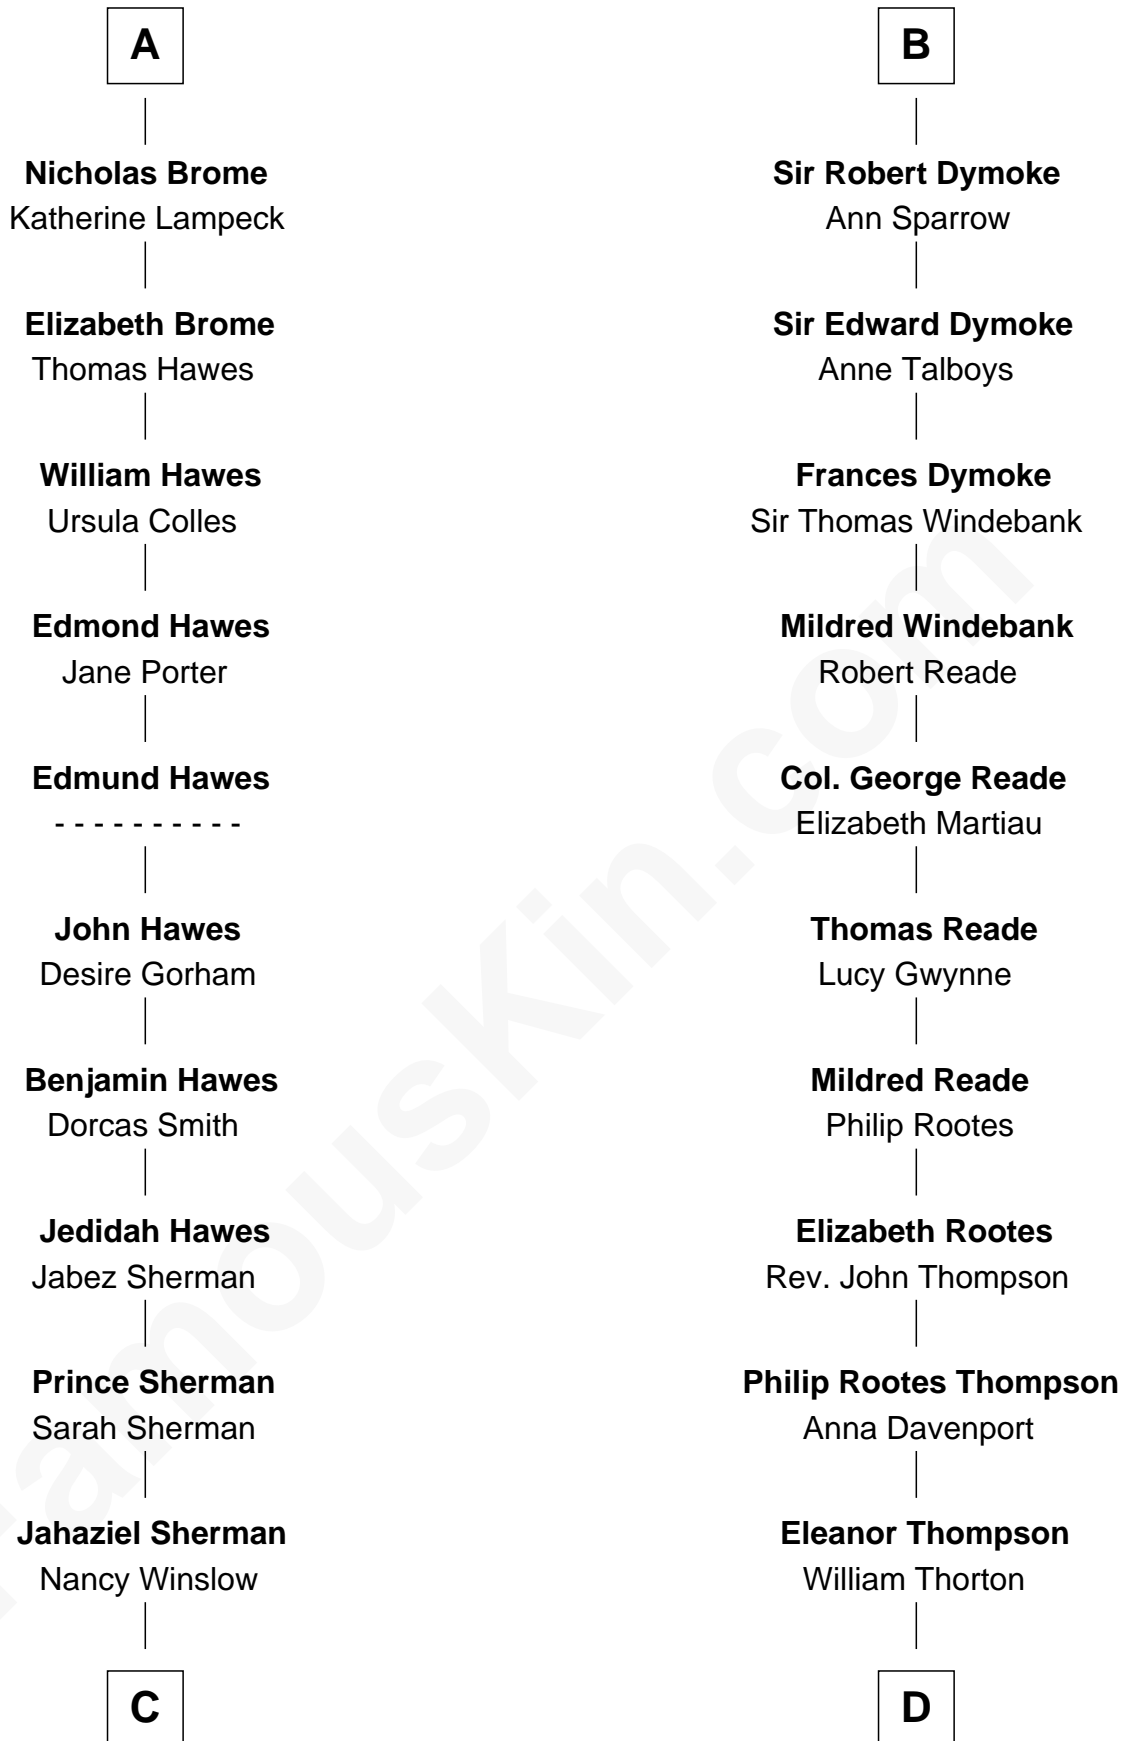 A
Nicholas Brome
Katherine Lampeck
Elizabeth Brome
Thomas Hawes
William Hawes
Ursula Colles
Edmond Hawes
Jane Porter
Edmund Hawes
- - - - - - - - - -
John Hawes
Desire Gorham
Benjamin Hawes
Dorcas Smith
Jedidah Hawes
Jabez Sherman
Prince Sherman
Sarah Sherman
Jahaziel Sherman
Nancy Winslow
C
B
Sir Robert Dymoke
Ann Sparrow
Sir Edward Dymoke
Anne Talboys
Frances Dymoke
Sir Thomas Windebank
Mildred Windebank
Robert Reade
Col. George Reade
Elizabeth Martiau
Thomas Reade
Lucy Gwynne
Mildred Reade
Philip Rootes
Elizabeth Rootes
Rev. John Thompson
Philip Rootes Thompson
Anna Davenport
Eleanor Thompson
William Thorton
D
FamousKin.com